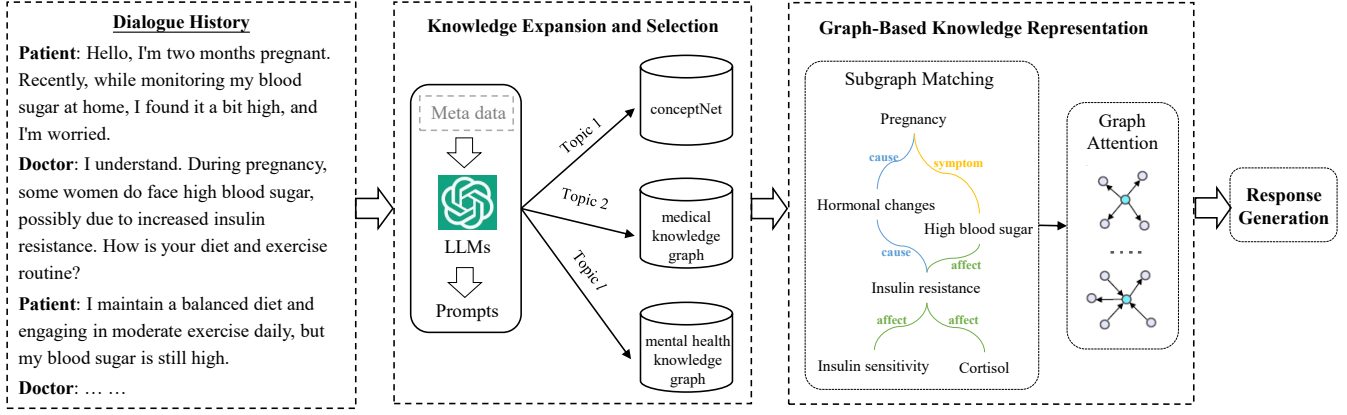 Dialogue History
Patient: Hello, I'm two months pregnant.
Recently, while monitoring my blood
sugar at home, I found it a bit high, and
I'm worried.
Doctor: I understand. During pregnancy,
some women do face high blood sugar,
possibly due to increased insulin
resistance. How is your diet and exercise
routine?
Patient: I maintain a balanced diet and
engaging in moderate exercise daily, but
my blood sugar is still high.
Doctor: … …
Knowledge Expansion and Selection
Meta data
LLMs
Prompts
Topic 1
Topic 2
Topic l
conceptNet
medical
knowledge
graph
mental health
knowledge
graph
Graph-Based Knowledge Representation
Subgraph Matching
Pregnancy
cause
symptom
Hormonal changes
High blood sugar
cause
affect
Insulin resistance
affect
affect
Insulin sensitivity
Cortisol
Graph
Attention
Response
Generation